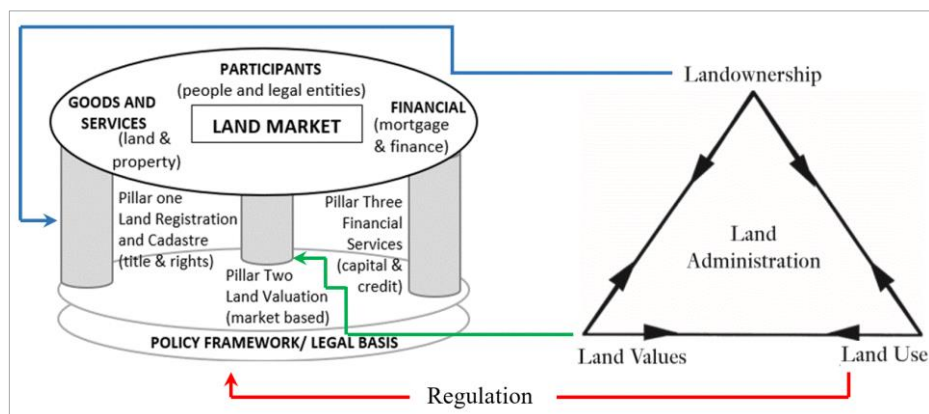 PARTICIPANTS
(people and legal entities)
GOODS AND
SERVICES
(land &
property)
LAND MARKET
FINANCIAL
(mortgage
& finance)
Pillar one
Land Registration
and Cadastre
(title & rights)
Pillar Two
Land Valuation
(market based)
Pillar Three
Financial
Services
(capital &
credit)
POLICY FRAMEWORK/ LEGAL BASIS
Landownership
Land
Administration
Land Values
Land Use
Regulation